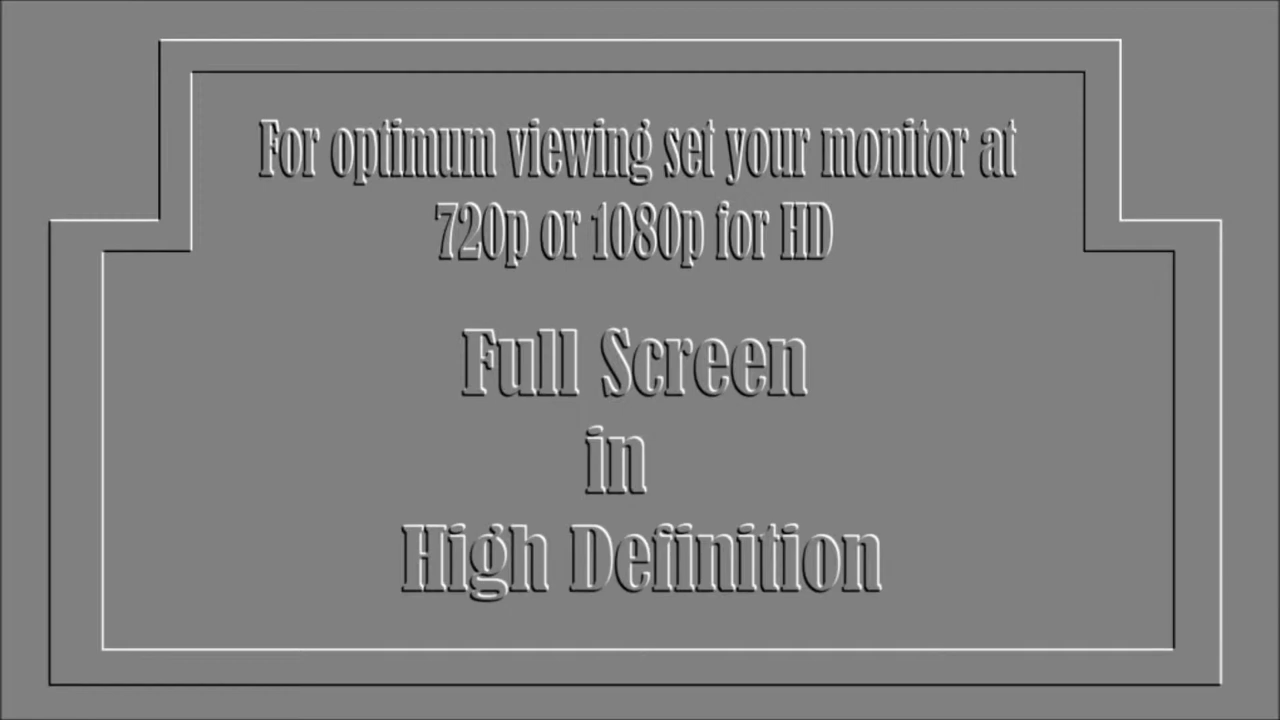 For optimum viewing set your monitor at
720p or 1080p for HD
Full Screen
in
High Definition